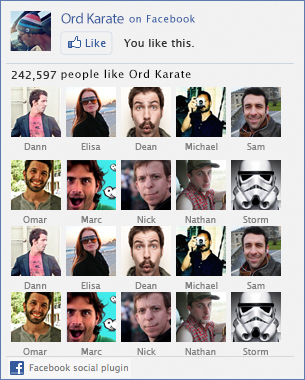 Ord Karate on Facebook
Like You like this.
242,597 people like Ord Karate
Dann Elisa Dean Michael Sam
Omar Marc Nick Nathan Storm
Dann Elisa Dean Michael Sam
Omar Marc Nick Nathan Storm
Facebook social plugin